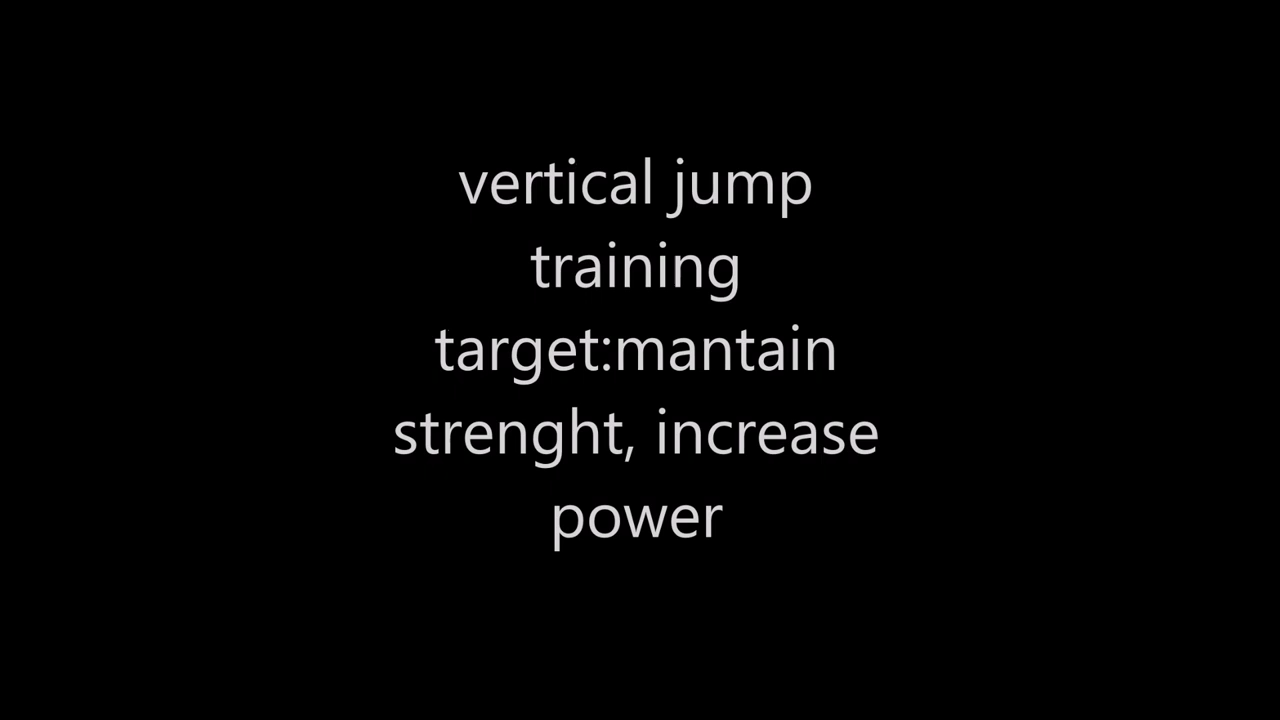 vertical jump
training
target:mantain
strenght, increase
power